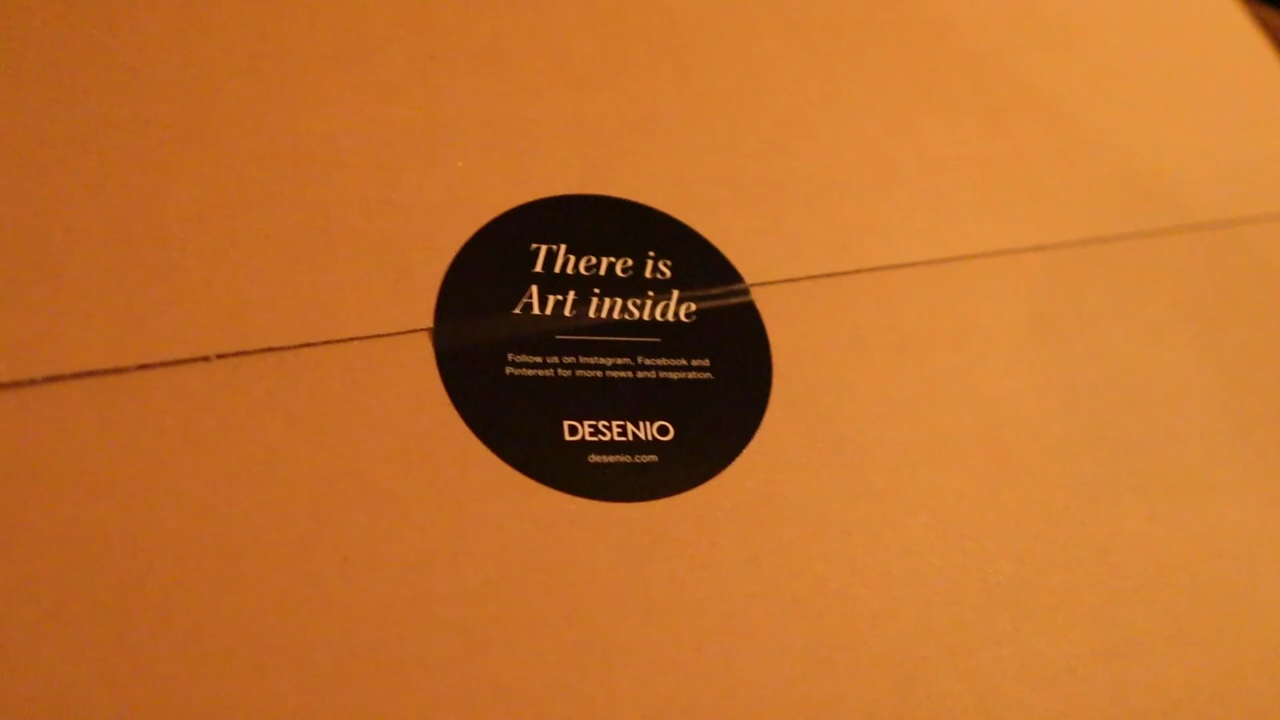 There is
Art inside
Follow us on Instagram, Facebook and
Pinterest for more news and inspiration.
DESENIO
desenio.com